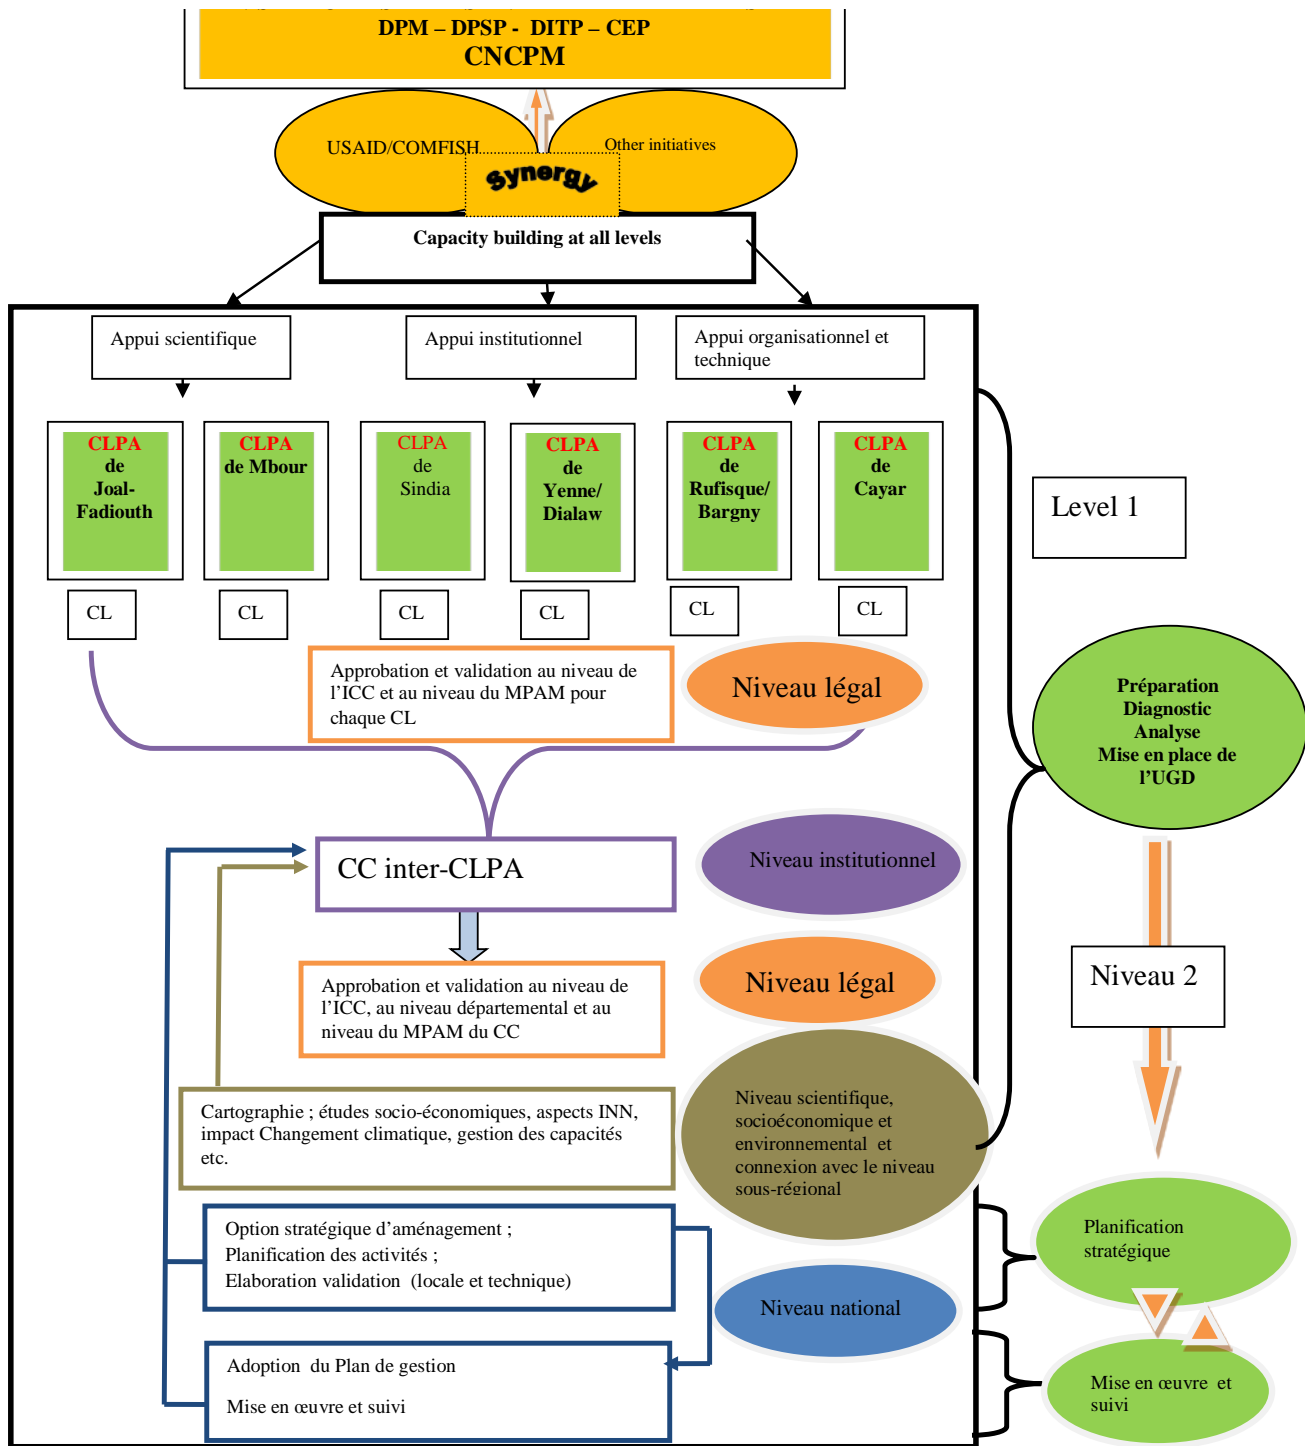 DPM – DPSP - DITP – CEP
CNCPM
USAID/COMFISH
Other initiatives
Synergy
Capacity building at all levels
Appui scientifique
Appui institutionnel
Appui organisationnel et
technique
CLPA
de
Joal-
Fadiouth
CLPA
de Mbour
CLPA
de
Sindia
CLPA
de
Yenne/
Dialaw
CLPA
de
Rufisque/
Bargny
CLPA
de
Cayar
Level 1
CL
CL
CL
CL
CL
CL
Approbation et validation au niveau de
l’ICC et au niveau du MPAM pour
chaque CL
Niveau légal
Préparation
Diagnostic
Analyse
Mise en place de
l’UGD
CC inter-CLPA
Niveau institutionnel
Approbation et validation au niveau de
l’ICC, au niveau départemental et au
niveau du MPAM du CC
Niveau légal
Niveau 2
Cartographie ; études socio-économiques, aspects INN,
impact Changement climatique, gestion des capacités
etc.
Niveau scientifique,
socioéconomique et
environnemental et
connexion avec le niveau
sous-régional
Option stratégique d’aménagement ;
Planification des activités ;
Elaboration validation (locale et technique)
Niveau national
Planification
stratégique
Adoption du Plan de gestion
Mise en œuvre et suivi
Mise en œuvre et
suivi